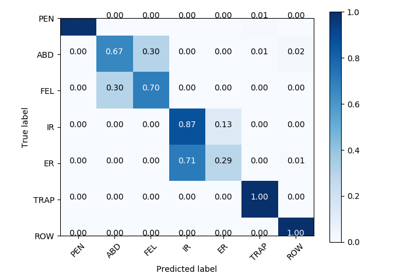 PEN 0.00 0.00 0.00 0.00 0.01 0.00 1.0
ABD 0.00 0.67 0.30 0.00 0.00 0.01 0.02
0.8
FEL 0.00 0.30 0.70 0.00 0.00 0.00 0.00
0.6
IR 0.00 0.00 0.00 0.87 0.13 0.00 0.00
ER 0.00 0.00 0.00 0.71 0.29 0.00 0.01
0.4
TRAP 0.00 0.00 0.00 0.00 0.00 1.00 0.00
0.2
ROW 0.00 0.00 0.00 0.00 0.00 0.00 1.00
0.0
PEN ABD FEL IR ER TRAP ROW
Predicted label
True label